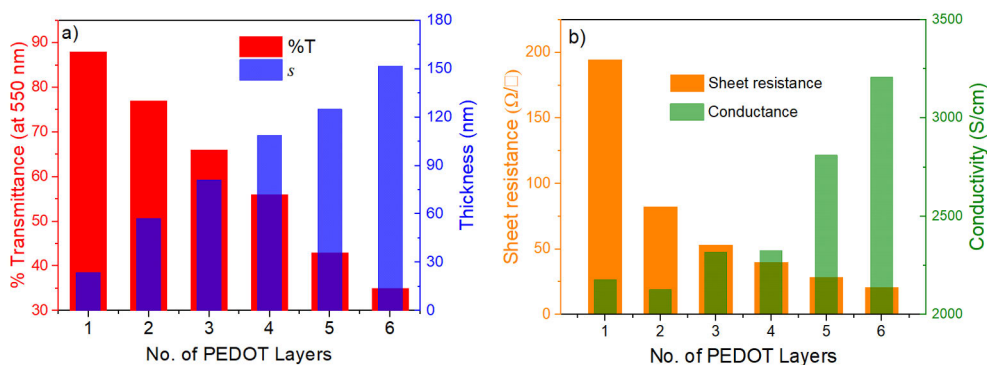 a)
%T
s
% Transmittance (at 550 nm)
90
80
70
60
50
40
30
Thickness (nm)
180
150
120
90
60
30
0
1 2 3 4 5 6
No. of PEDOT Layers
b)
Sheet resistance
Conductance
Sheet resistance (Ω/□)
200
150
100
50
0
Conductivity (S/cm)
3500
3000
2500
2000
1 2 3 4 5 6
No. of PEDOT Layers